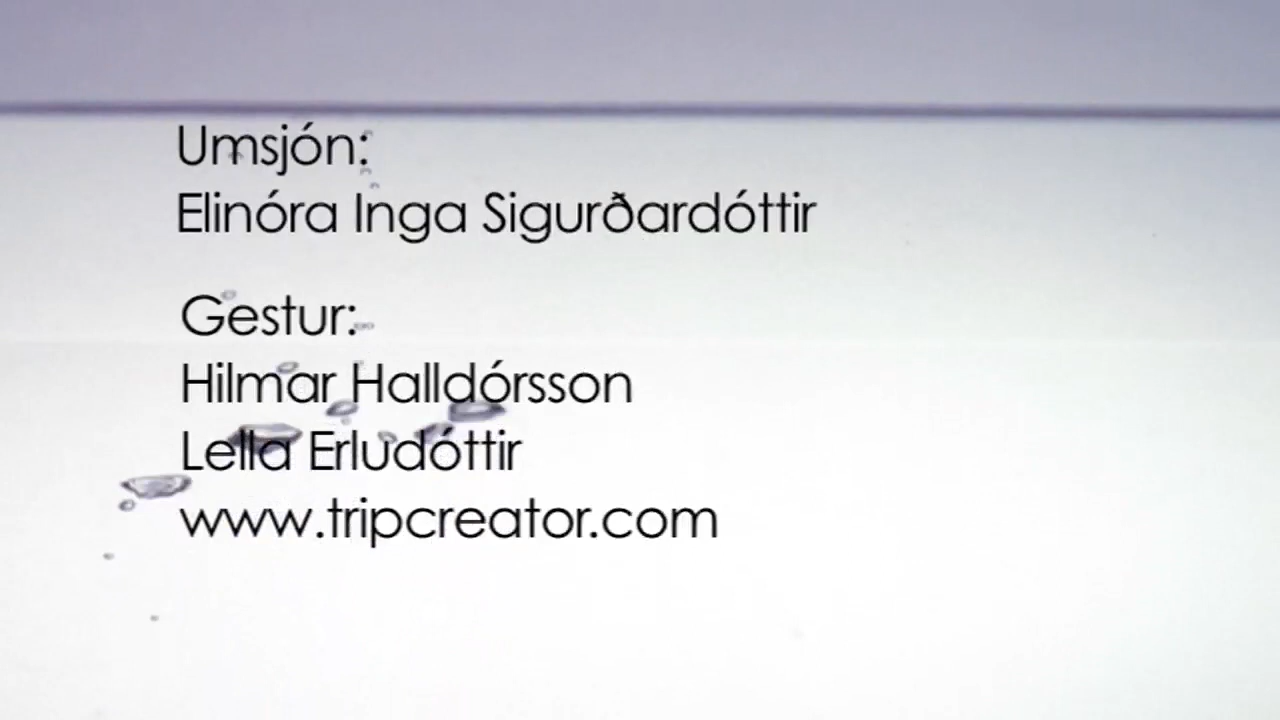 Umsjón:
Elinóra Inga Sigurðardóttir
Gestur:
Hilmar Halldórsson
Lella Erludóttir
www.tripcreator.com